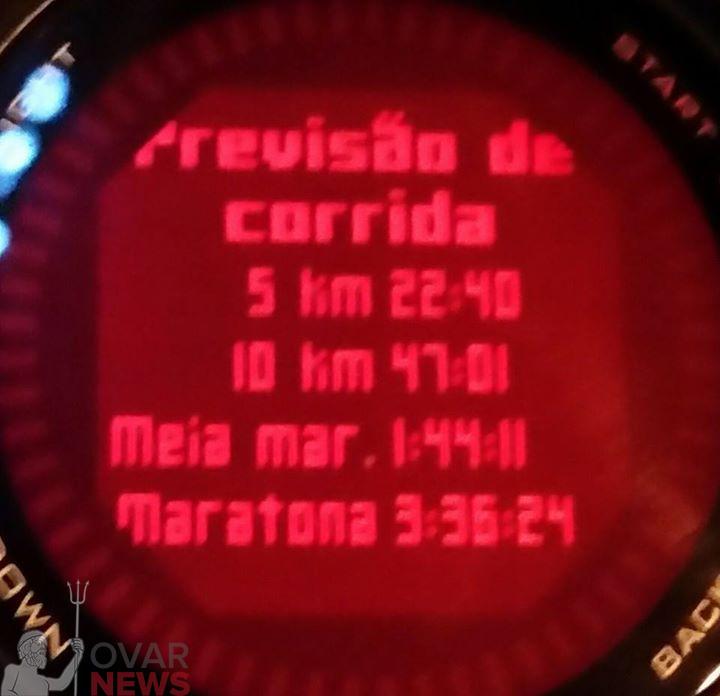 START
Previsão de
corrida
5 km 22:40
10 km 47:01
Meia mar. 1:44:11
Maratona 3:36:24
DOWN
BACK
OVAR
NEWS